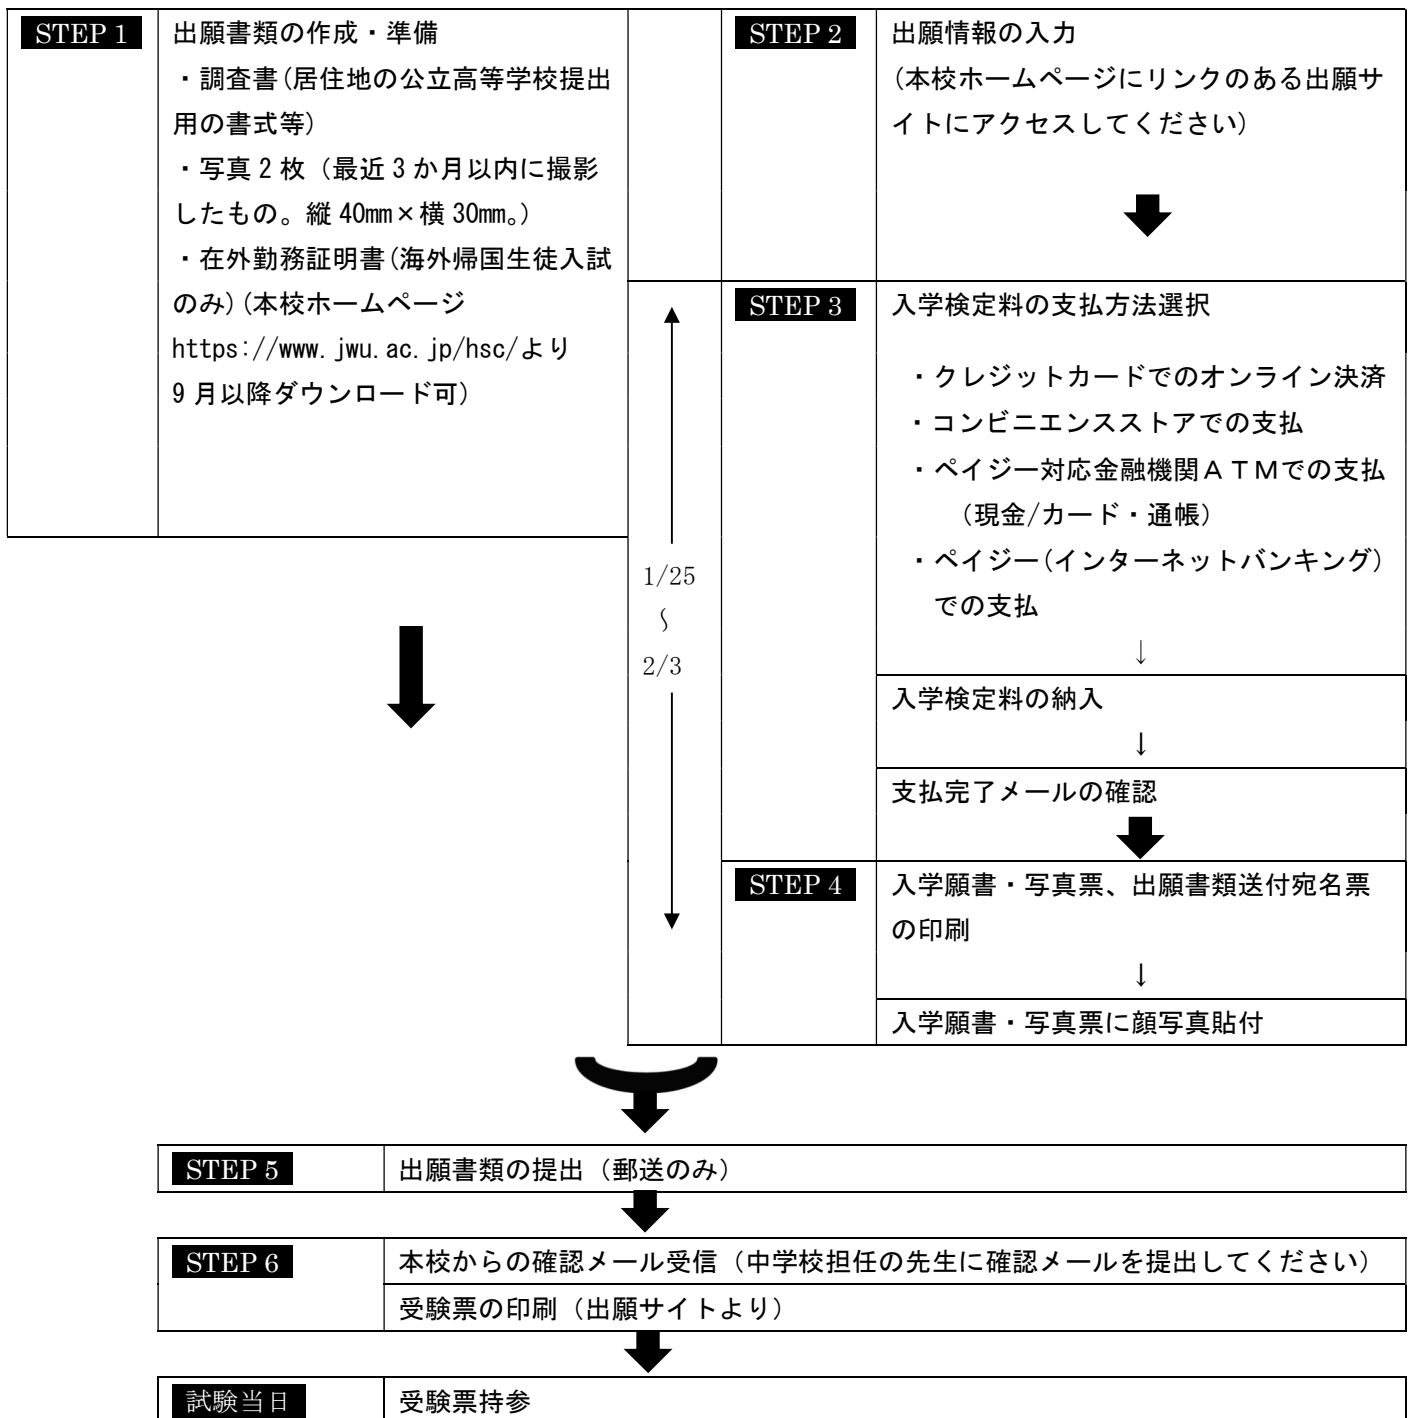 STEP 1
出願書類の作成・準備
・調査書(居住地の公立高等学校提出
用の書式等)
・写真 2 枚（最近 3 か月以内に撮影
したもの。縦 40㎜×横 30㎜。）
・在外勤務証明書(海外帰国生徒入試
のみ)(本校ホームページ
https://www.jwu.ac.jp/hsc/より
9 月以降ダウンロード可)
STEP 2
出願情報の入力
(本校ホームページにリンクのある出願サ
イトにアクセスしてください)
1/25
〜
2/3
STEP 3
入学検定料の支払方法選択
・クレジットカードでのオンライン決済
・コンビニエンスストアでの支払
・ペイジー対応金融機関ＡＴＭでの支払
（現金/カード・通帳）
・ペイジー(インターネットバンキング)
での支払
↓
入学検定料の納入
↓
支払完了メールの確認
STEP 4
入学願書・写真票、出願書類送付宛名票
の印刷
↓
入学願書・写真票に顔写真貼付
STEP 5
出願書類の提出（郵送のみ）
STEP 6
本校からの確認メール受信（中学校担任の先生に確認メールを提出してください）
受験票の印刷（出願サイトより）
試験当日
受験票持参